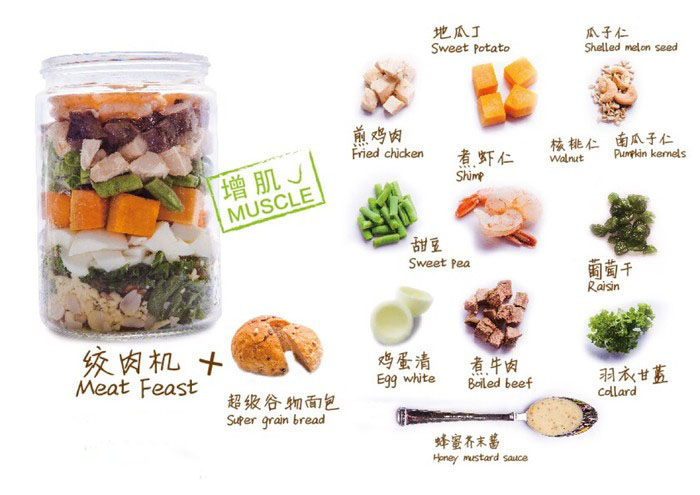 地瓜丁
Sweet potato
瓜子仁
Shelled melon seed
煎鸡肉
Fried chicken
煮虾仁
Shimp
核桃仁
Walnut
南瓜子仁
Pumpkin kernels
增肌
MUSCLE
甜豆
Sweet pea
葡萄干
Raisin
绞肉机
Meat Feast
+
超级谷物面包
Super grain bread
鸡蛋清
Egg white
煮牛肉
Boiled beef
羽衣甘蓝
Collard
蜂蜜芥末酱
Honey mustard sauce